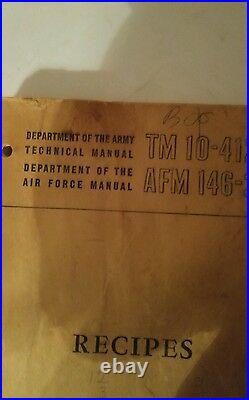 DEPARTMENT OF THE ARMY
TECHNICAL MANUAL
TM 10-41
DEPARTMENT OF THE
AIR FORCE MANUAL
AFM 146-
RECIPES